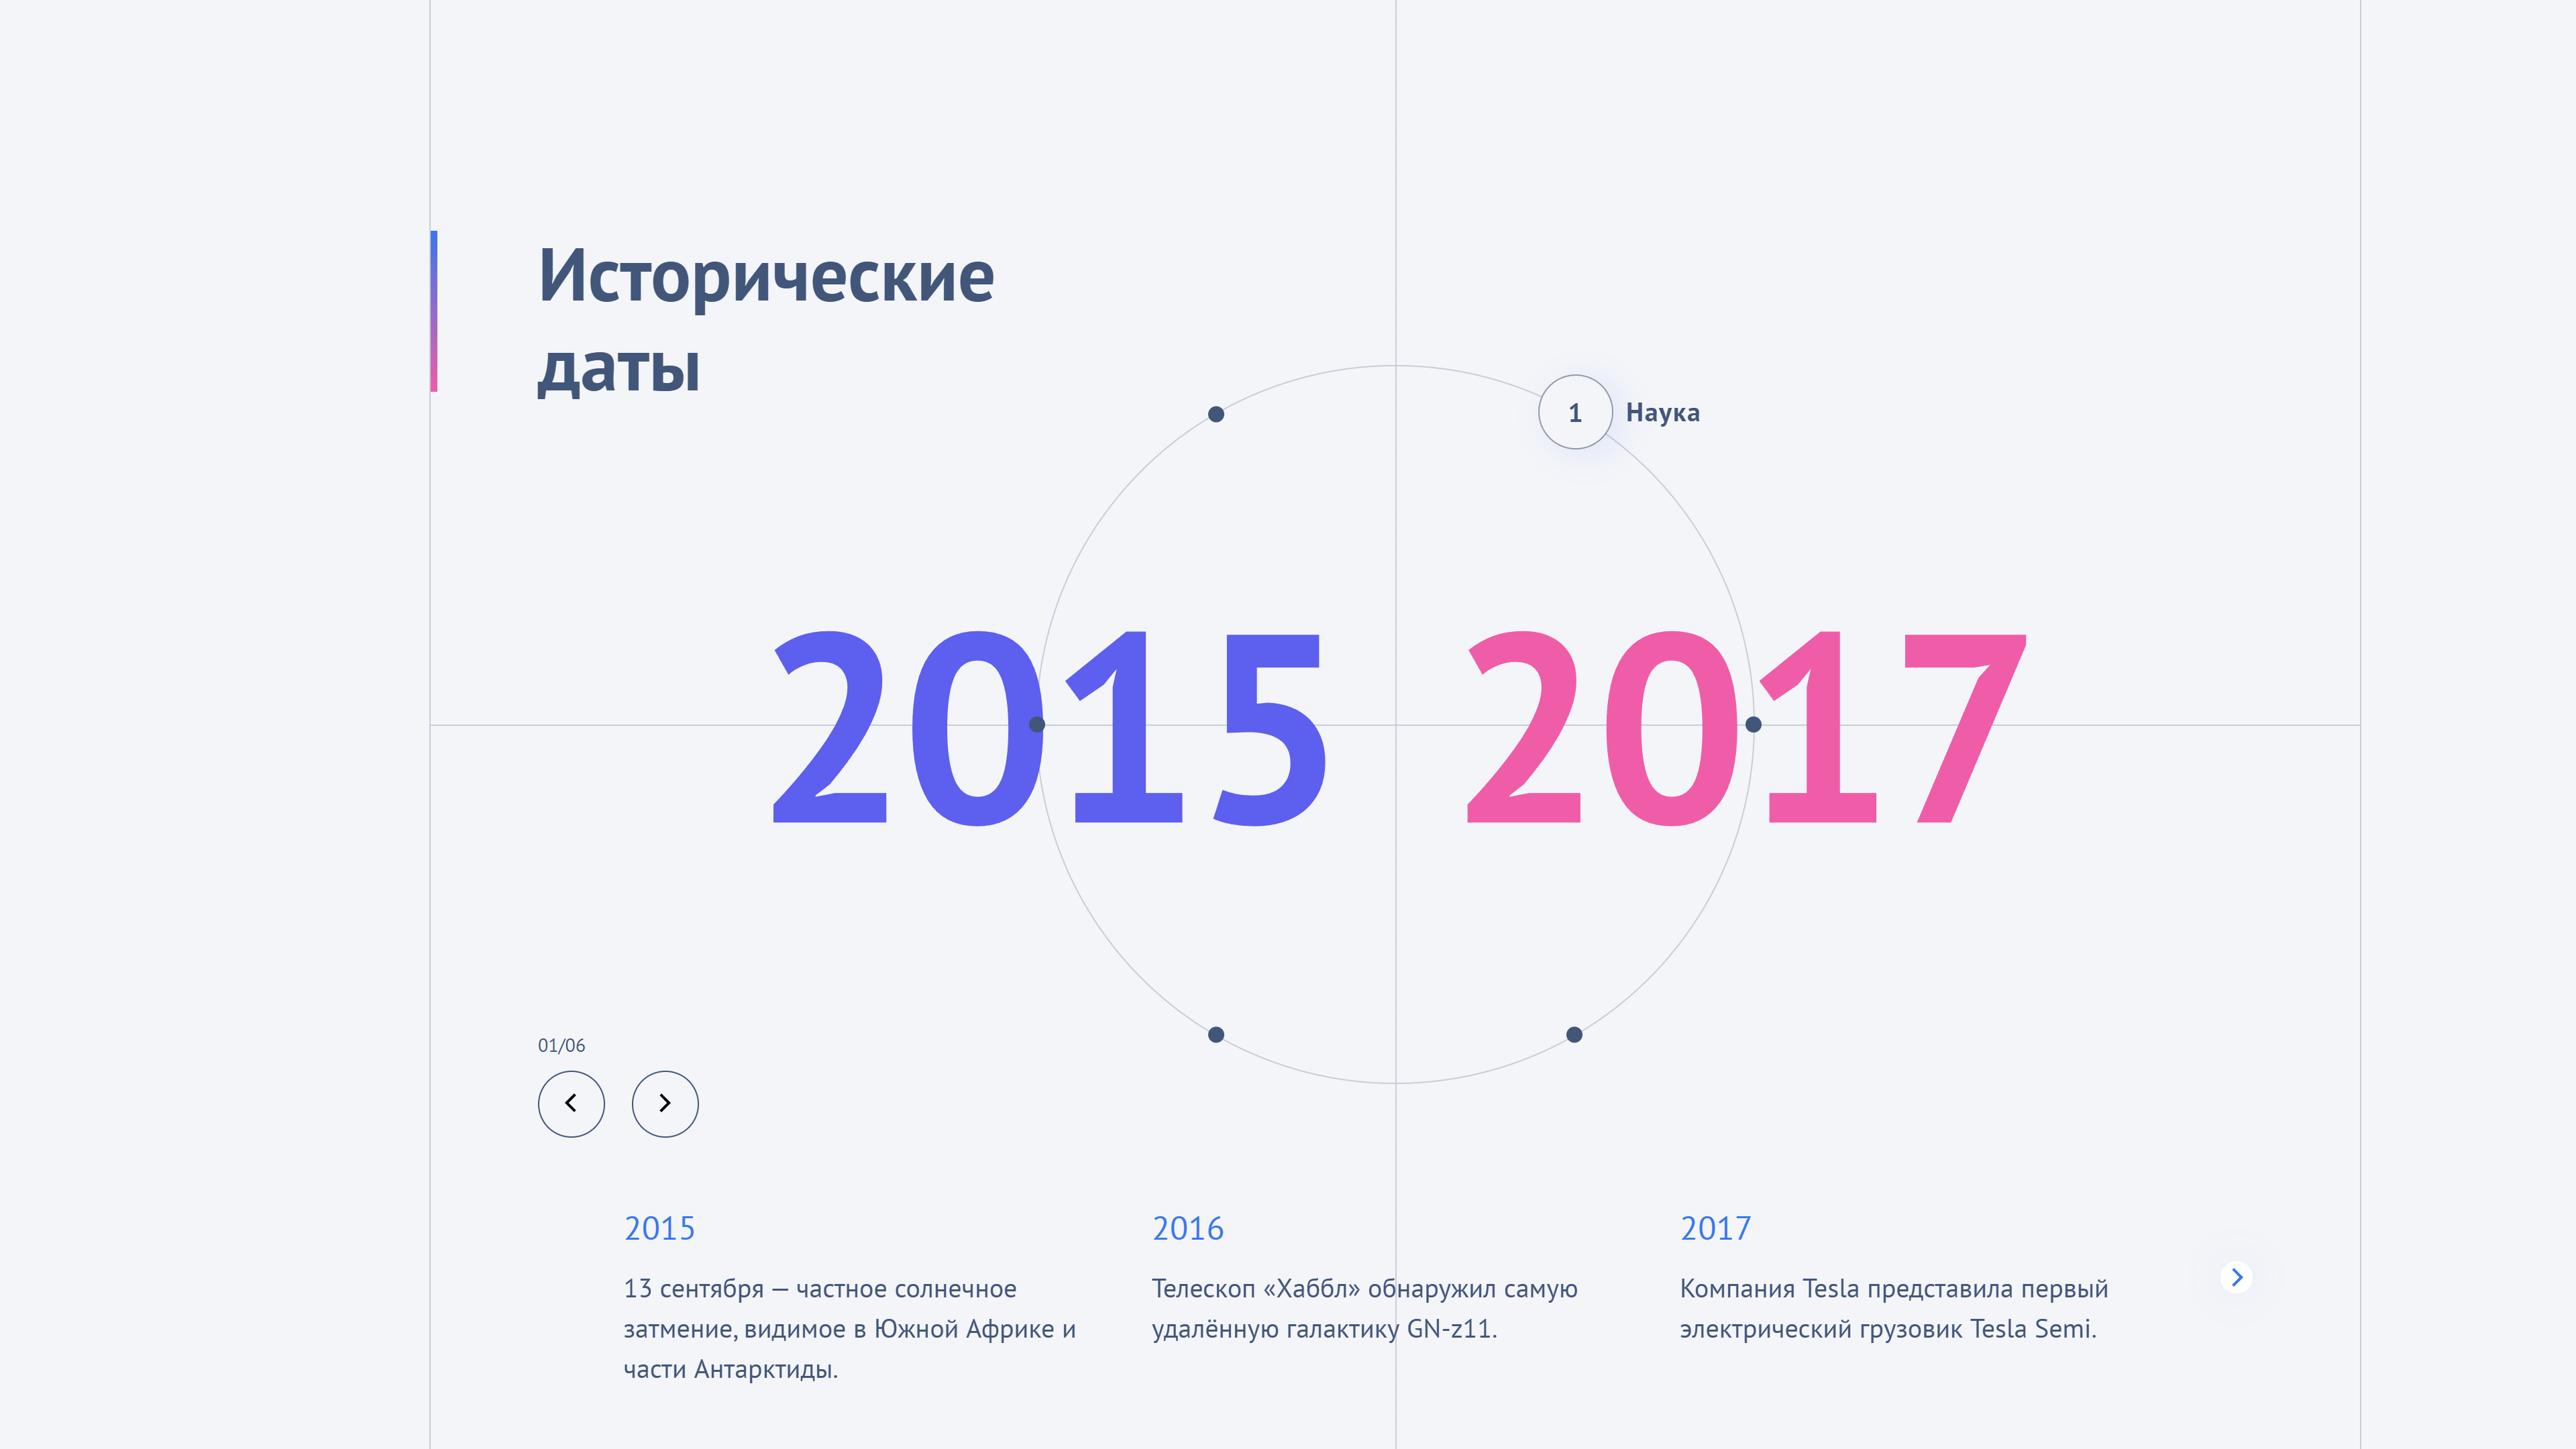 Исторические
даты
1 Наука
2015 2017
01/06
2015
13 сентября — частное солнечное
затмение, видимое в Южной Африке и
части Антарктиды.
2016
Телескоп «Хаббл» обнаружил самую
удалённую галактику GN-z11.
2017
Компания Tesla представила первый
электрический грузовик Tesla Semi.